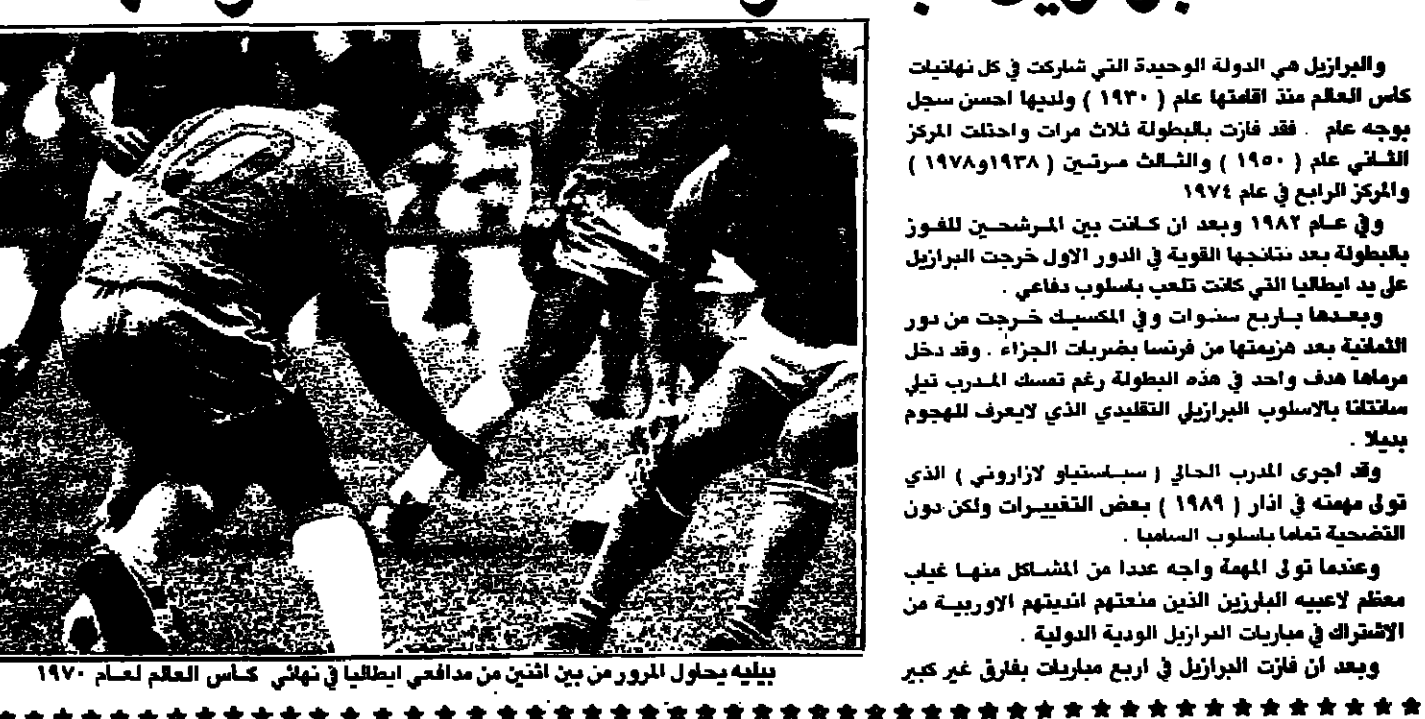 والبرازيل هي الدولة الوحيدة التي شاركت في كل نهائيات
كاس العالم منذ اقامتها عام ( ١٩٣٠ ) ولديها احسن سجل
بوجه عام . فقد فازت بالبطولة ثلاث مرات واحتلت المركز
الثاني عام ( ١٩٥٠ ) والثالث مرتين ( ١٩٣٨و١٩٧٨ )
والمركز الرابع في عام ١٩٧٤
وفي عام ١٩٨٢ وبعد ان كانت بين المرشحين للفوز
بالبطولة بعد نتائجها القوية في الدور الاول خرجت البرازيل
على يد ايطاليا التي كانت تلعب باسلوب دفاعي .
وبعدها باربع سنوات وفي المكسيك خرجت من دور
الثمانية بعد هزيمتها من فرنسا بضربات الجزاء . وقد دخل
مرماها هدف واحد في هذه البطولة رغم تمسك المدرب تيلي
سانتانا بالاسلوب البرازيلي التقليدي الذي لايعرف للهجوم
بديلا .
وقد اجرى المدرب الحالي ( سباستياو لازاروني ) الذي
تولى مهمته في اذار ( ١٩٨٩ ) بعض التغييرات ولكن دون
التضحية تماما باسلوب السامبا .
وعندما تولى المهمة واجه عددا من المشاكل منها غياب
معظم لاعبيه البارزين الذين منعتهم انديتهم الاوربية من
الاشتراك في مباريات البرازيل الودية الدولية .
وبعد ان فازت البرازيل في اربع مباريات بفارق غير كبير
بيليه يحاول المرور من بين اثنين من مدافعي ايطاليا في نهائي كأس العالم لعام ١٩٧٠